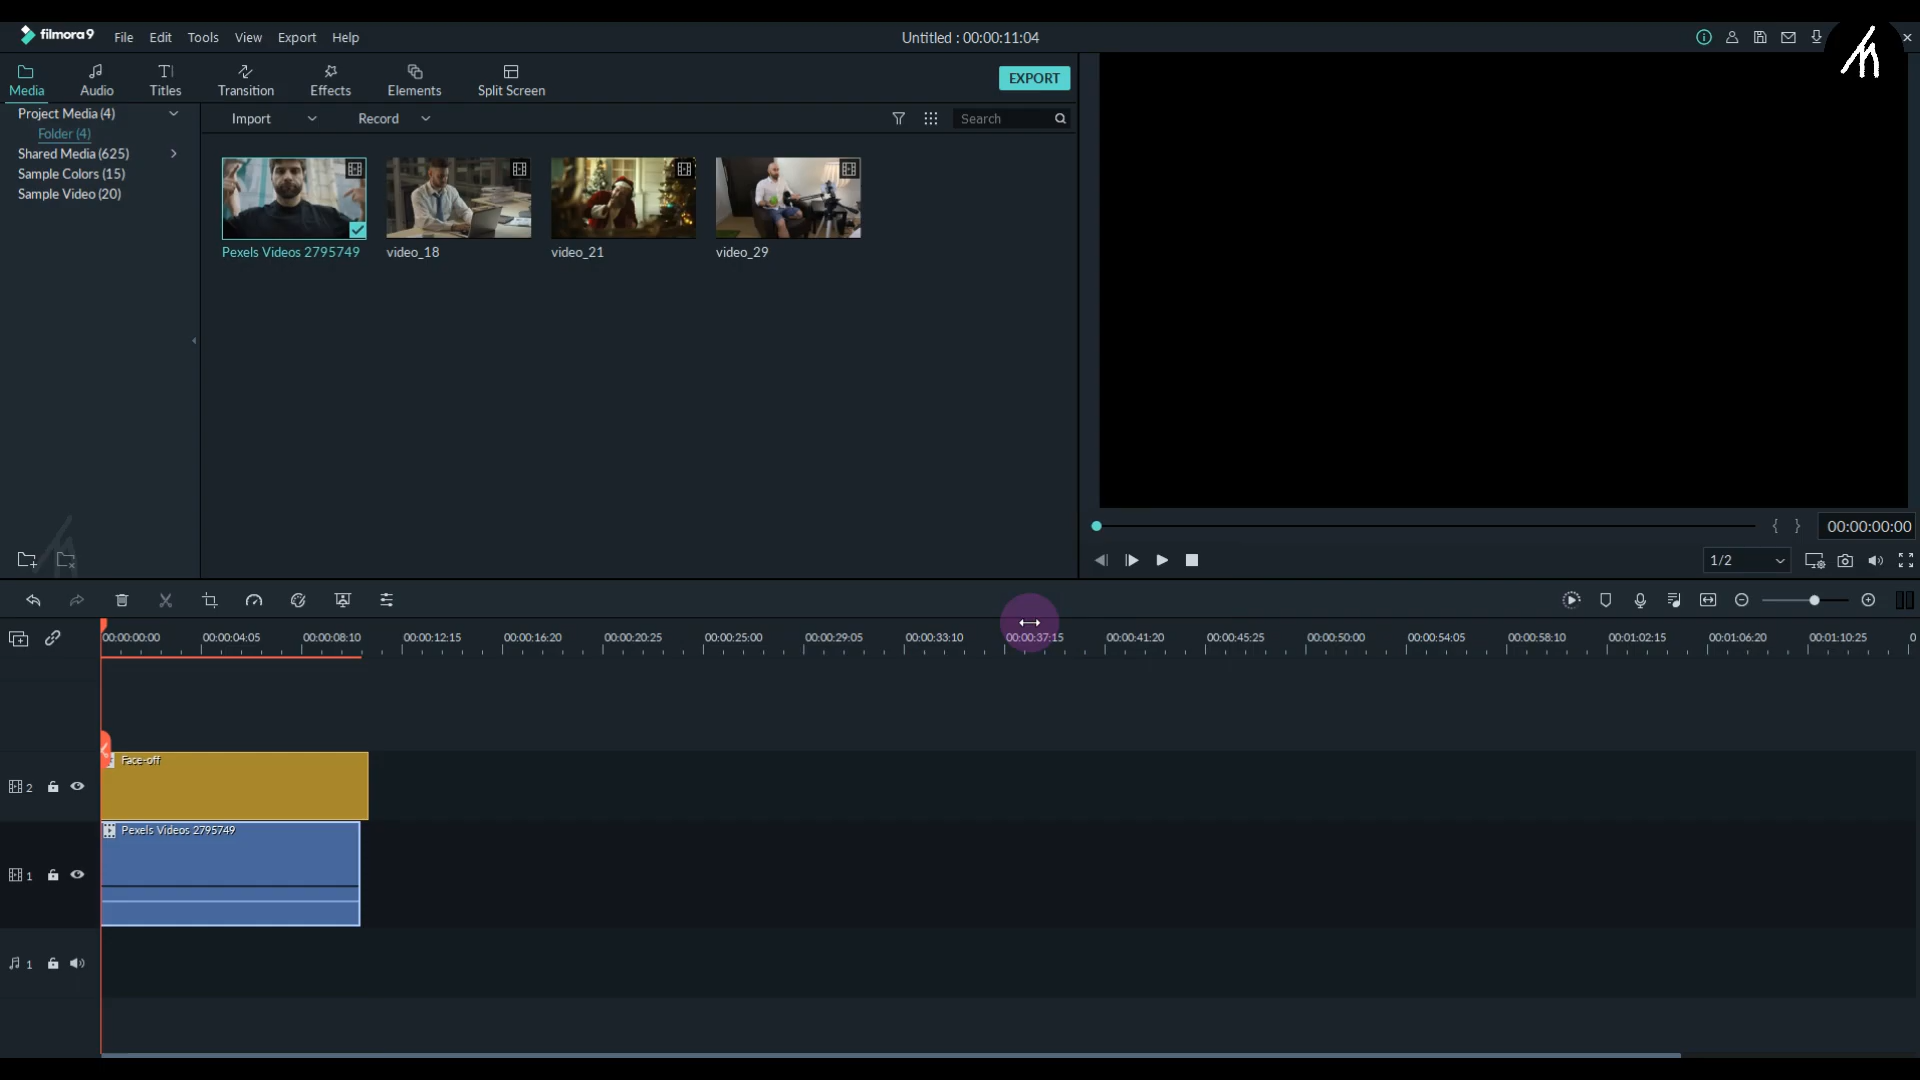 filmora9
File Edit Tools View Export Help
Untitled : 00:00:11:04
Media Audio Titles Transition Effects Elements Split Screen
EXPORT
Project Media (4)
Folder (4)
Shared Media (625)
Sample Colors (15)
Sample Video (20)
Import Record Search
Pexels Videos 2795749 video_18 video_21 video_29
00:00:00:00
1/2
00:00:00:00 00:00:04:05 00:00:08:10 00:00:12:15 00:00:16:20 00:00:20:25 00:00:25:00 00:00:29:05 00:00:33:10 00:00:37:15 00:00:41:20 00:00:45:25 00:00:50:00 00:00:54:05 00:00:58:10 00:01:02:15 00:01:06:20 00:01:10:25 0
Face-off
2
Pexels Videos 2795749
1
1